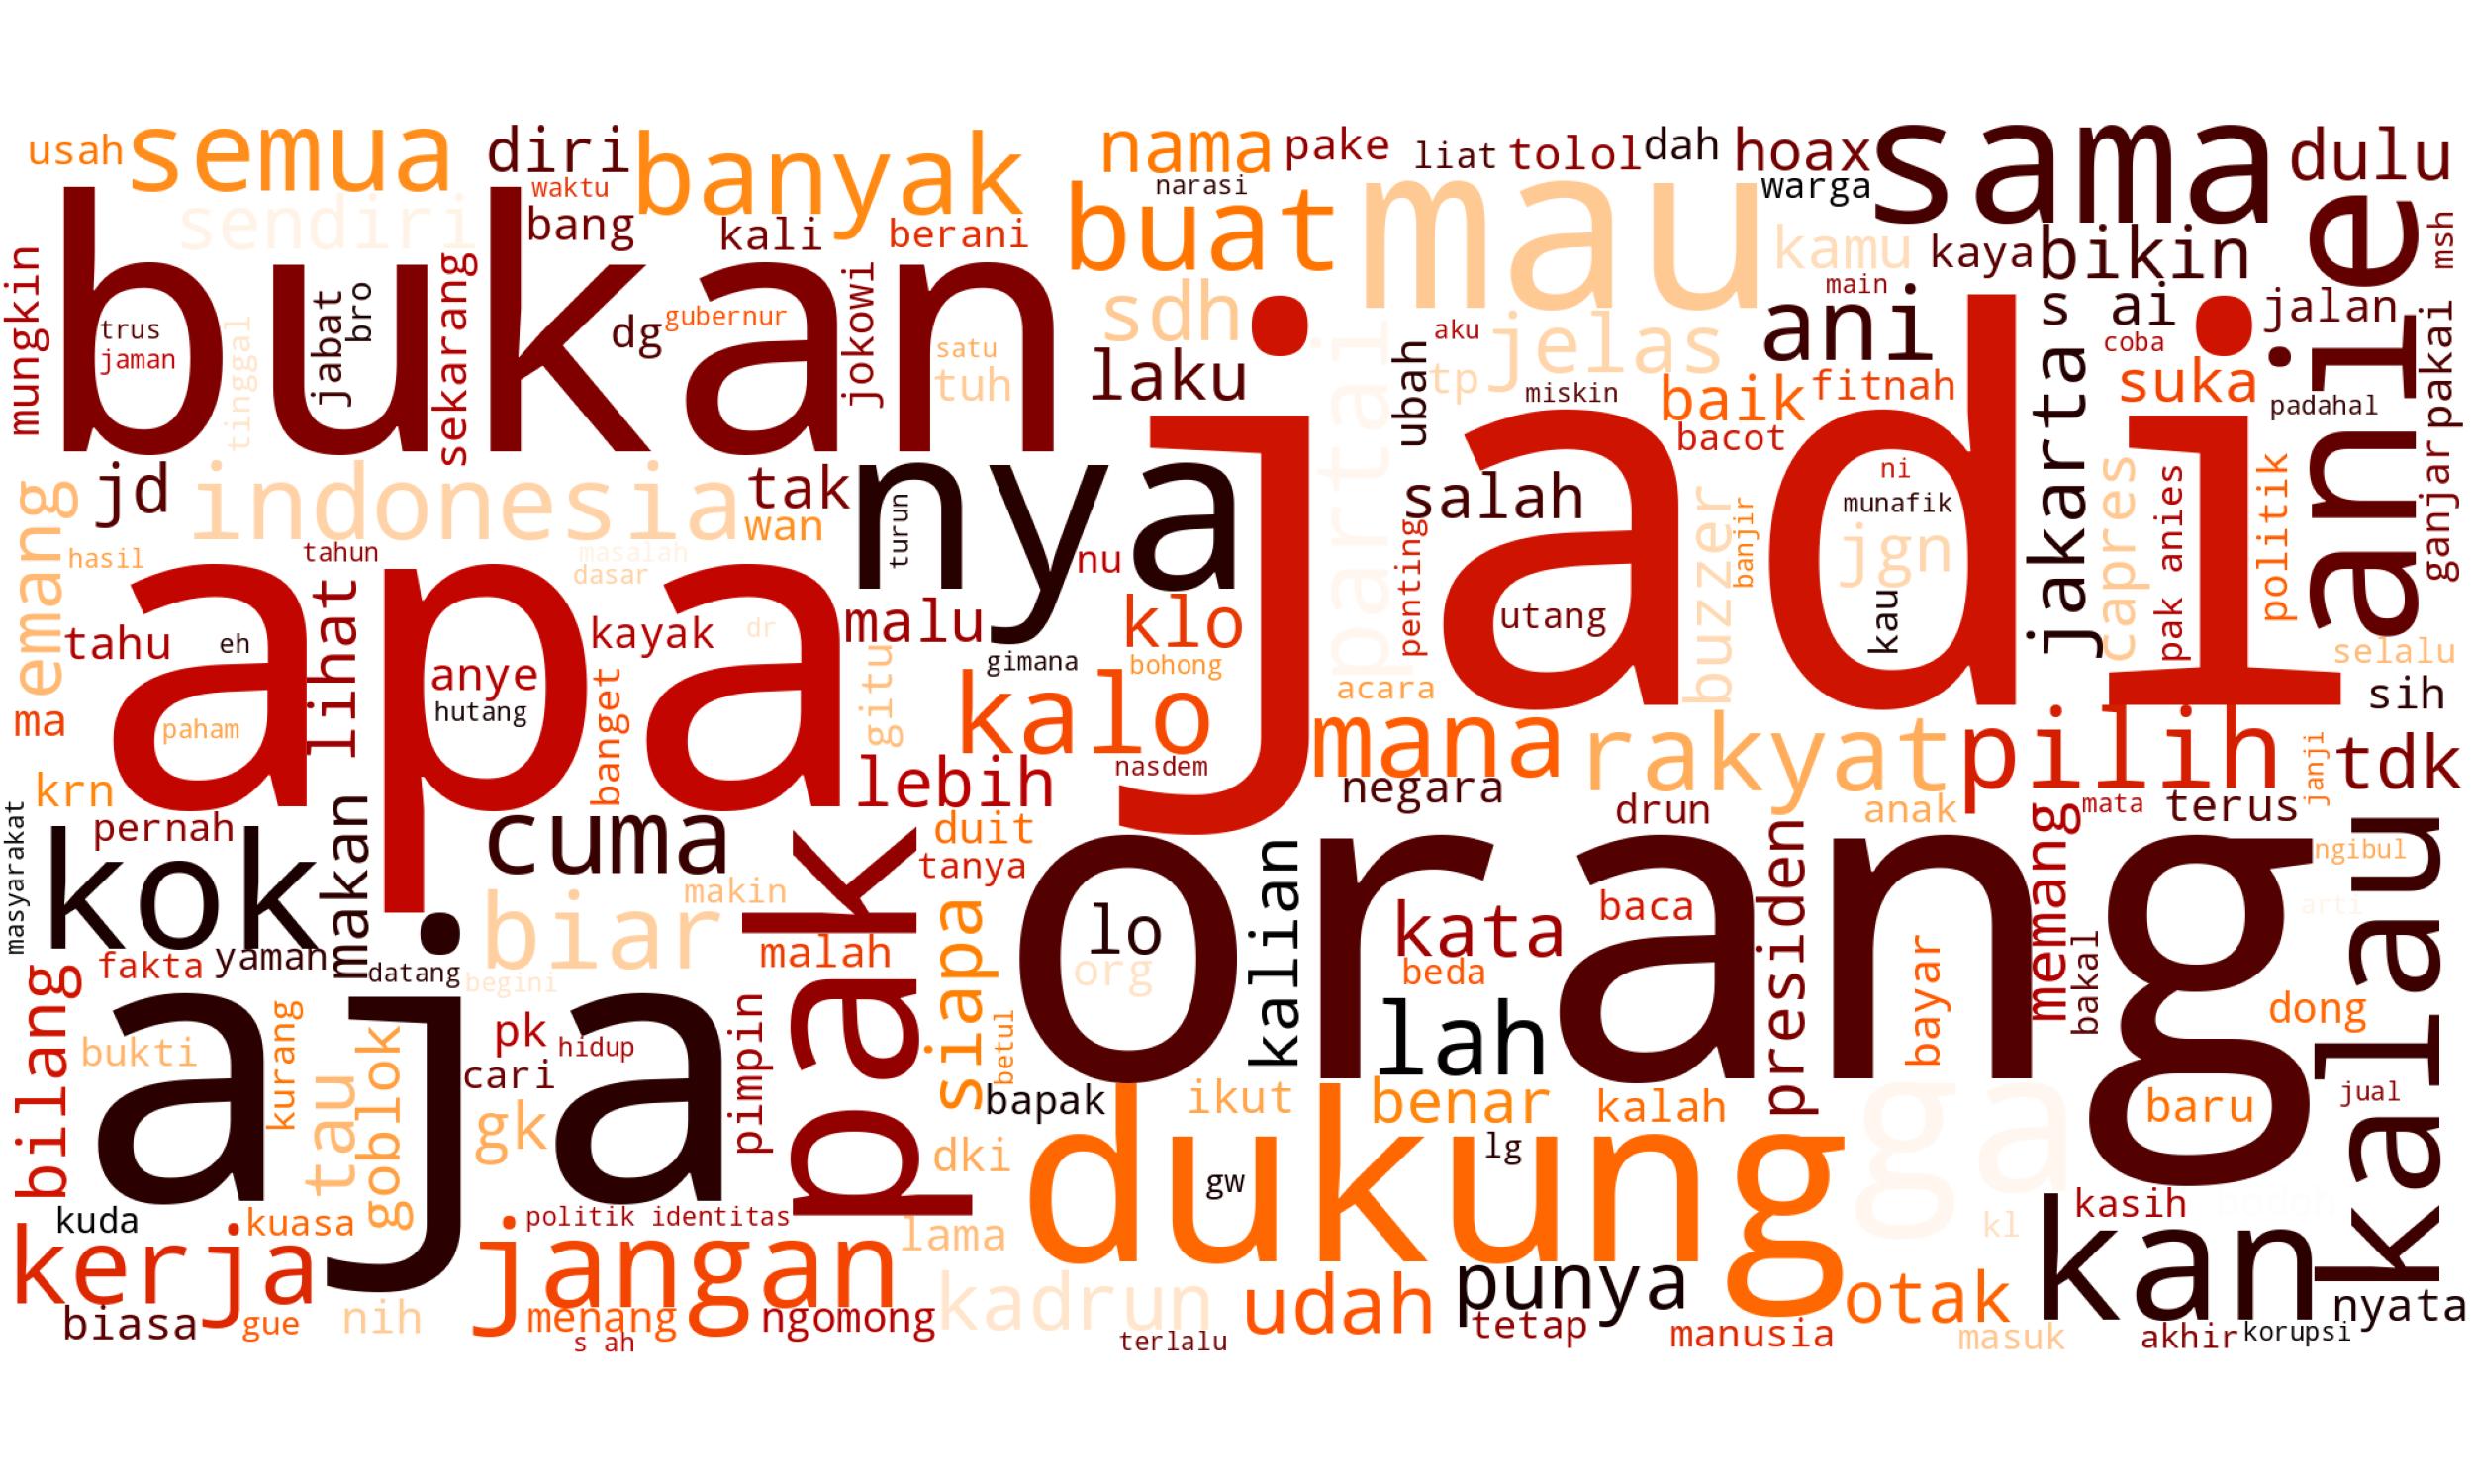 usah
semua
diri
waktu
banyak
nama
pake
liat
tolol
dah
hoax
sama
dulu
sendiri
bang
kali
berani
buat
narasi
mau
warga
kamu
kaya
bikin
msh
mungkin
bukan
trus
jaman
tinggal
jabat
bro
sekarang
dg
gubernur
jokowi
satu
tuh
sdh
laku
partai
aku
ubah
tp
jelas
miskin
ani
main
baik
fitnah
bacot
s
ai
jalan
coba
suka
padahal
pakai
anie
jadi
jd
indonesia
tak
wan
nya
turun
nu
salah
penting
utang
buzzer
banjir
ni
munafik
jgn
kau
jakarta
capres
pak anies
politik
ganjar
emang
hasil
tahun
masalah
dasar
apa
tahu
eh
lihat
anye
hutang
kayak
dr
malu
gimana
klo
bohong
selalu
sih
ma
paham
banget
gitu
kalo
acara
mana
rakyat
pilih
janji
tdk
krn
lebih
nasdem
negara
drun
anak
mata
terus
masyarakat
pernah
kok
makan
cuma
pak
duit
tanya
orang
lo
org
kalian
kata
baca
beda
presiden
memang
bakal
ngibul
arti
kalau
fakta
yaman
datang
biar
makin
malah
begini
siapa
lah
bayar
dong
bilang
bukti
aja
kurang
tau
goblok
pk
hidup
cari
gk
pimpin
betul
bapak
ikut
benar
kalah
baru
jual
dki
dukung
lg
gw
ga
kuda
kuasa
politik identitas
lama
kl
kasih
kan
kerja
jangan
biasa
gue
nih
menang
s ah
ngomong
kadrun
terlalu
udah
punya
tetap
manusia
otak
masuk
akhir
korupsi
nyata